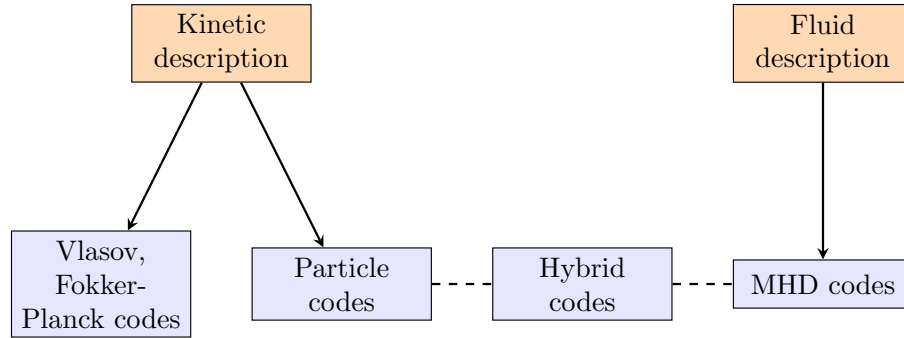 Kinetic
description
Fluid
description
Vlasov,
Fokker-
Planck codes
Particle
codes
Hybrid
codes
MHD codes